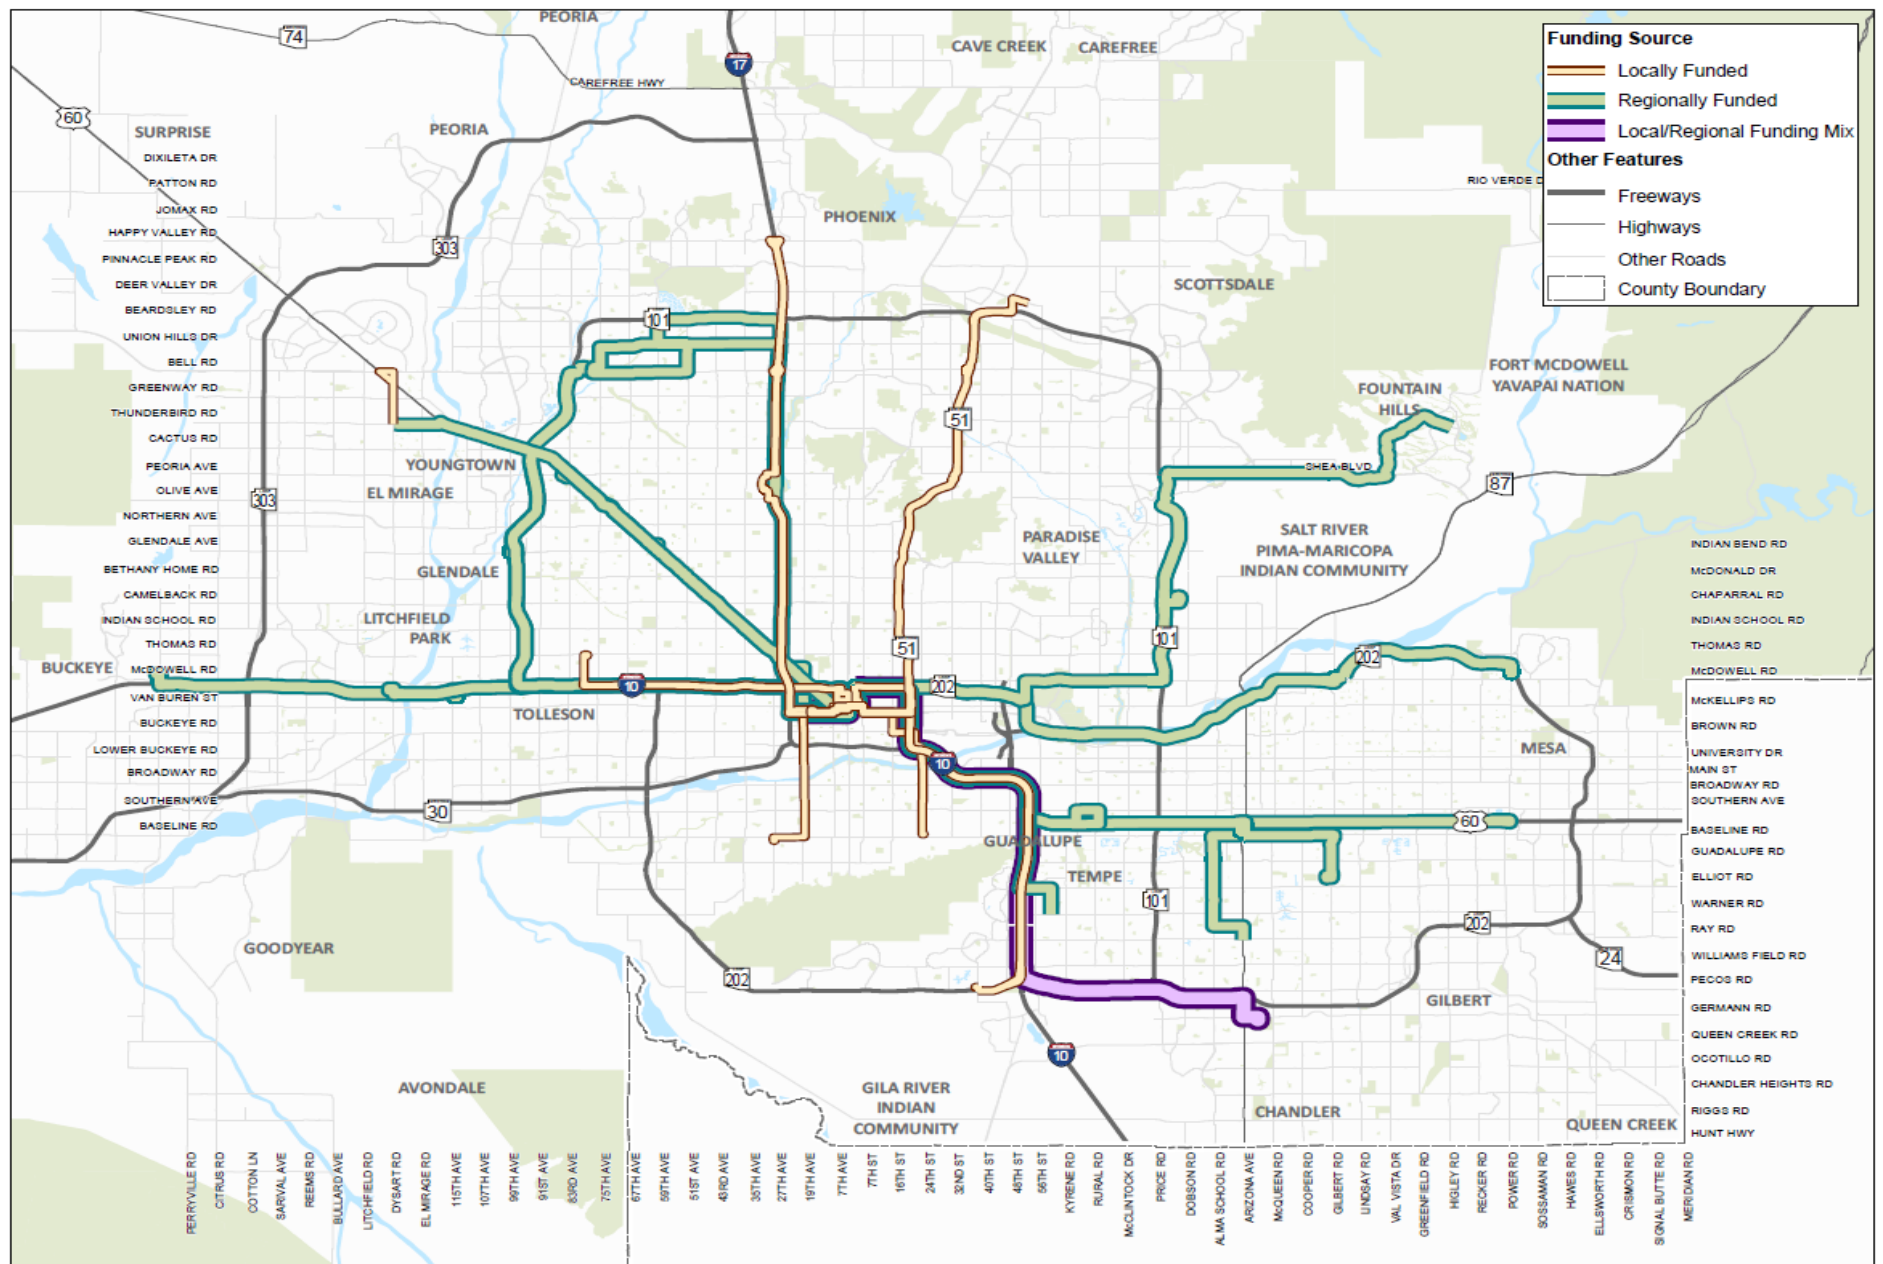 PEORIA
74
17
CAVE CREEK
CAREFREE
CAREFREE HWY
60
SURPRISE
PEORIA
Funding Source
Locally Funded
Regionally Funded
Local/Regional Funding Mix
Other Features
Freeways
Highways
Other Roads
County Boundary
RIO VERDE D
DIXILETA DR
PATTON RD
JOMAX RD
HAPPY VALLEY RD
PINNACLE PEAK RD
DEER VALLEY DR
BEARDSLEY RD
UNION HILLS DR
BELL RD
GREENWAY RD
THUNDERBIRD RD
CACTUS RD
PEORIA AVE
OLIVE AVE
NORTHERN AVE
GLENDALE AVE
BETHANY HOME RD
CAMELBACK RD
INDIAN SCHOOL RD
THOMAS RD
McDOWELL RD
VAN BUREN ST
BUCKEYE RD
LOWER BUCKEYE RD
BROADWAY RD
SOUTHERN AVE
BASELINE RD
303
PHOENIX
SCOTTSDALE
101
FORT MCDOWELL
YAVAPAI NATION
FOUNTAIN
HILLS
51
YOUNGTOWN
SHEA BLVD
EL MIRAGE
303
87
PARADISE
VALLEY
SALT RIVER
PIMA-MARICOPA
INDIAN COMMUNITY
GLENDALE
LITCHFIELD
PARK
101
51
202
BUCKEYE
10
202
TOLLESON
MESA
10
30
60
GUADALUPE
TEMPE
101
GOODYEAR
202
202
24
GILBERT
10
AVONDALE
GILA RIVER
INDIAN
COMMUNITY
CHANDLER
QUEEN CREEK
INDIAN BEND RD
McDONALD DR
CHAPARRAL RD
INDIAN SCHOOL RD
THOMAS RD
McDOWELL RD
McKELLIPS RD
BROWN RD
UNIVERSITY DR
MAIN ST
BROADWAY RD
SOUTHERN AVE
BASELINE RD
GUADALUPE RD
ELLIOT RD
WARNER RD
RAY RD
WILLIAMS FIELD RD
PECOS RD
GERMANN RD
QUEEN CREEK RD
OCOTILLO RD
CHANDLER HEIGHTS RD
RIGGS RD
HUNT HWY
PERRYVILLE RD
CITRUS RD
COTTON LN
SARIVAL AVE
REEMS RD
BULLARD AVE
LITCHFIELD RD
DYSART RD
EL MIRAGE RD
115TH AVE
107TH AVE
99TH AVE
91ST AVE
83RD AVE
75TH AVE
67TH AVE
59TH AVE
51ST AVE
43RD AVE
35TH AVE
27TH AVE
19TH AVE
7TH AVE
7TH ST
16TH ST
24TH ST
32ND ST
40TH ST
48TH ST
56TH ST
KYRENE RD
RURAL RD
McCLINTOCK DR
PRICE RD
DOBSON RD
ALMA SCHOOL RD
ARIZONA AVE
McQUEEN RD
COOPER RD
GILBERT RD
LINDSAY RD
VAL VISTA DR
GREENFIELD RD
HIGLEY RD
RECKER RD
POWER RD
SOSSAMAN RD
HAWES RD
ELLSWORTH RD
CRISMON RD
SIGNAL BUTTE RD
MERIDIAN RD